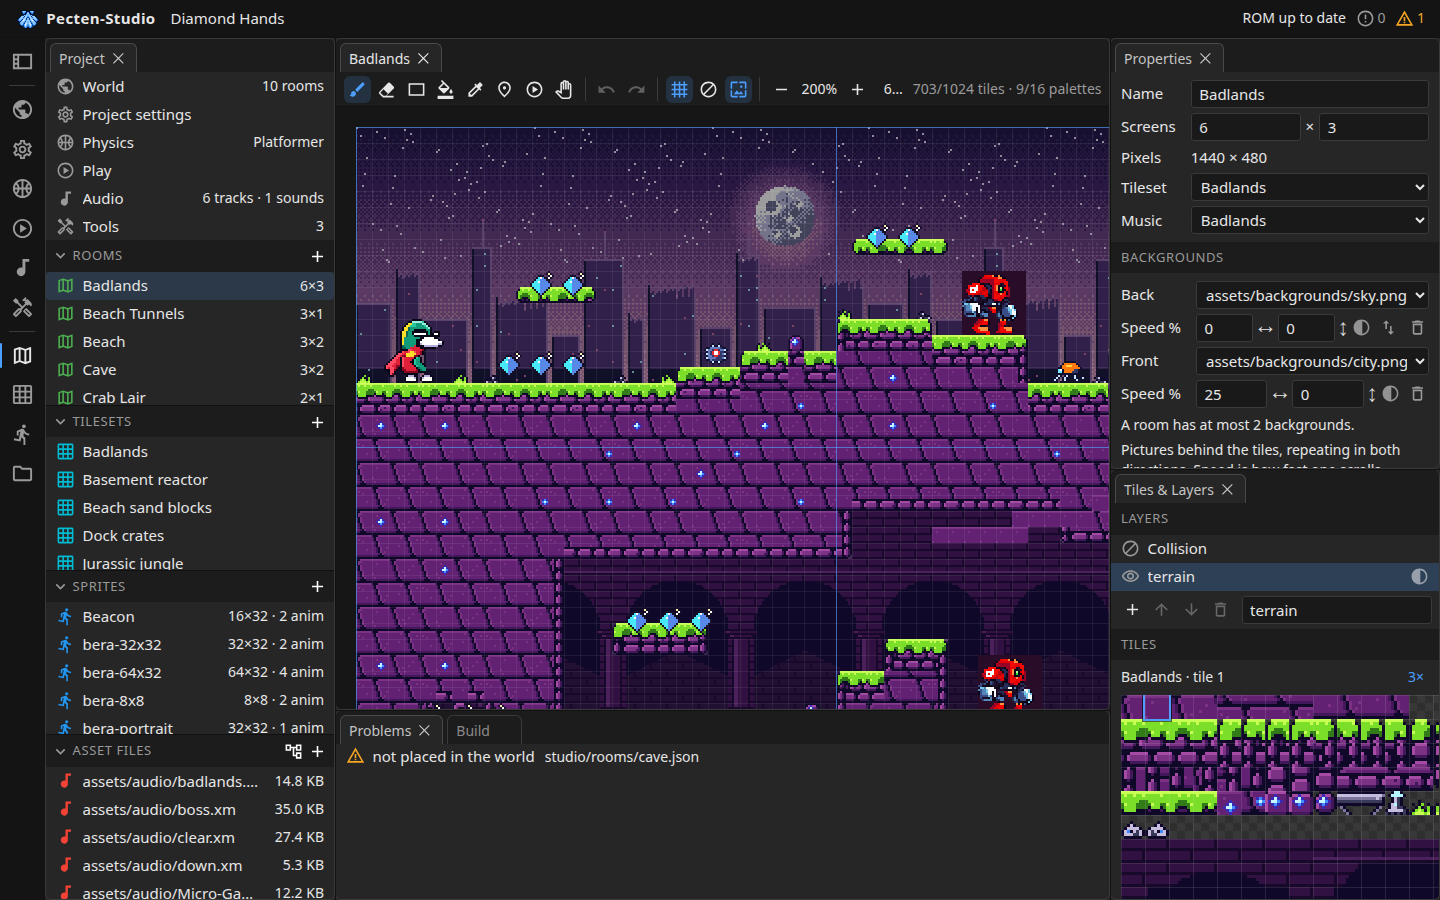 Pecten-Studio Diamond Hands
ROM up to date 0 1
Project
World 10 rooms
Project settings
Physics Platformer
Play
Audio 6 tracks · 1 sounds
Tools 3
ROOMS
Badlands 6×3
Beach Tunnels 3×1
Beach 3×2
Cave 3×2
Crab Lair 2×1
TILESETS
Badlands
Basement reactor
Beach sand blocks
Dock crates
Jurassic jungle
SPRITES
Beacon 16×32 · 2 anim
bera-32x32 32×32 · 2 anim
bera-64x32 64×32 · 4 anim
bera-8x8 8×8 · 2 anim
bera-portrait 32×32 · 1 anim
ASSET FILES
assets/audio/badlands.... 14.8 KB
assets/audio/boss.xm 35.0 KB
assets/audio/clear.xm 27.4 KB
assets/audio/down.xm 5.3 KB
assets/audio/Micro-Ga... 12.2 KB
Badlands
200% 6... 703/1024 tiles · 9/16 palettes
Problems Build
not placed in the world studio/rooms/cave.json
Properties
Name Badlands
Screens 6 × 3
Pixels 1440 × 480
Tileset Badlands
Music Badlands
BACKGROUNDS
Back assets/backgrounds/sky.png
Speed % 0 0
Front assets/backgrounds/city.png
Speed % 25 0
A room has at most 2 backgrounds.
Pictures behind the tiles, repeating in both
directions. Speed is how fast one scrolls
Tiles & Layers
LAYERS
Collision
terrain
terrain
TILES
Badlands · tile 1 3×